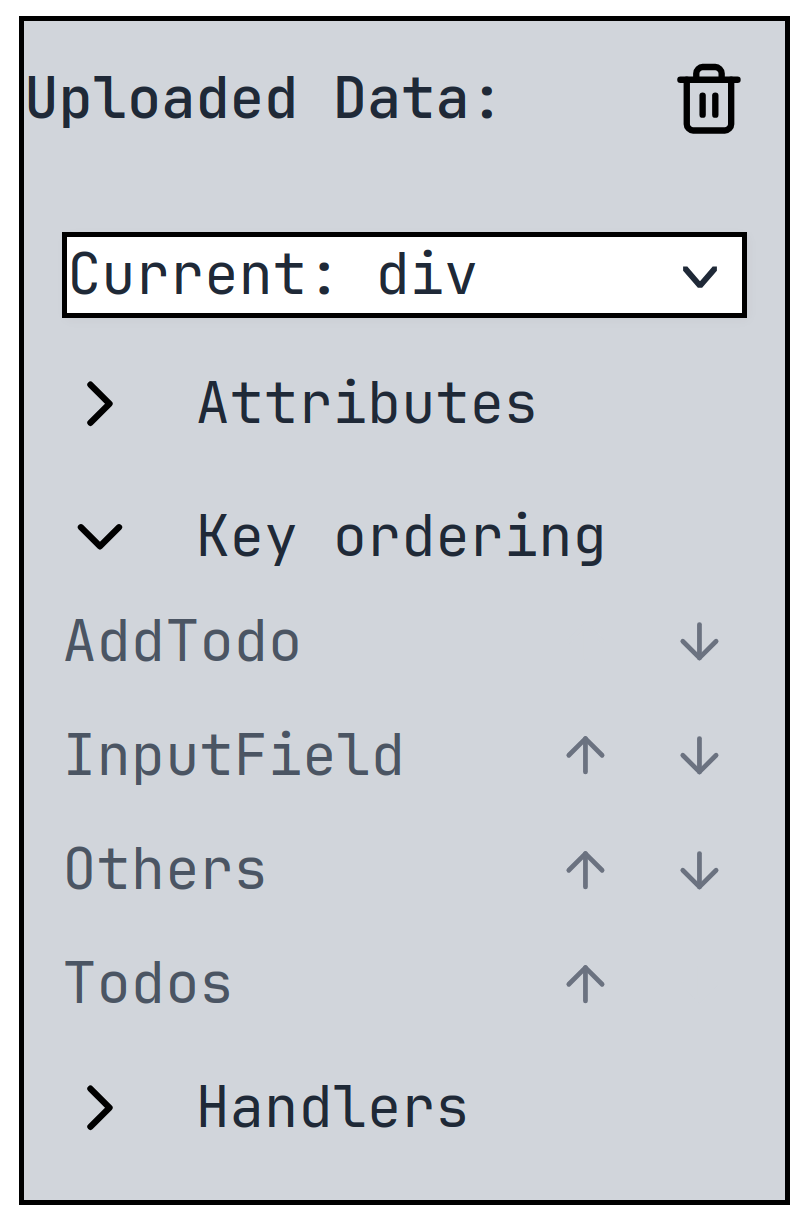 Uploaded Data:
Current: div
Attributes
Key ordering
AddTodo
InputField
Others
Todos
Handlers